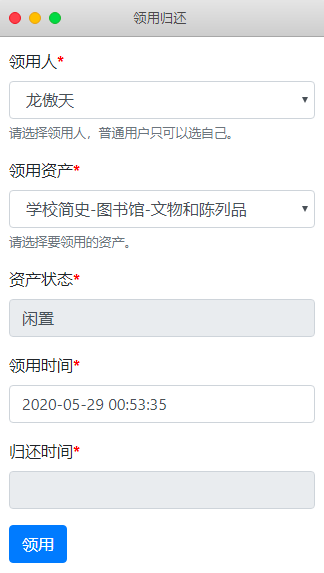 领用归还
领用人*
龙傲天
请选择领用人，普通用户只可以选自己。
领用资产*
学校简史-图书馆-文物和陈列品
请选择要领用的资产。
资产状态*
闲置
领用时间*
2020-05-29 00:53:35
归还时间*
领用